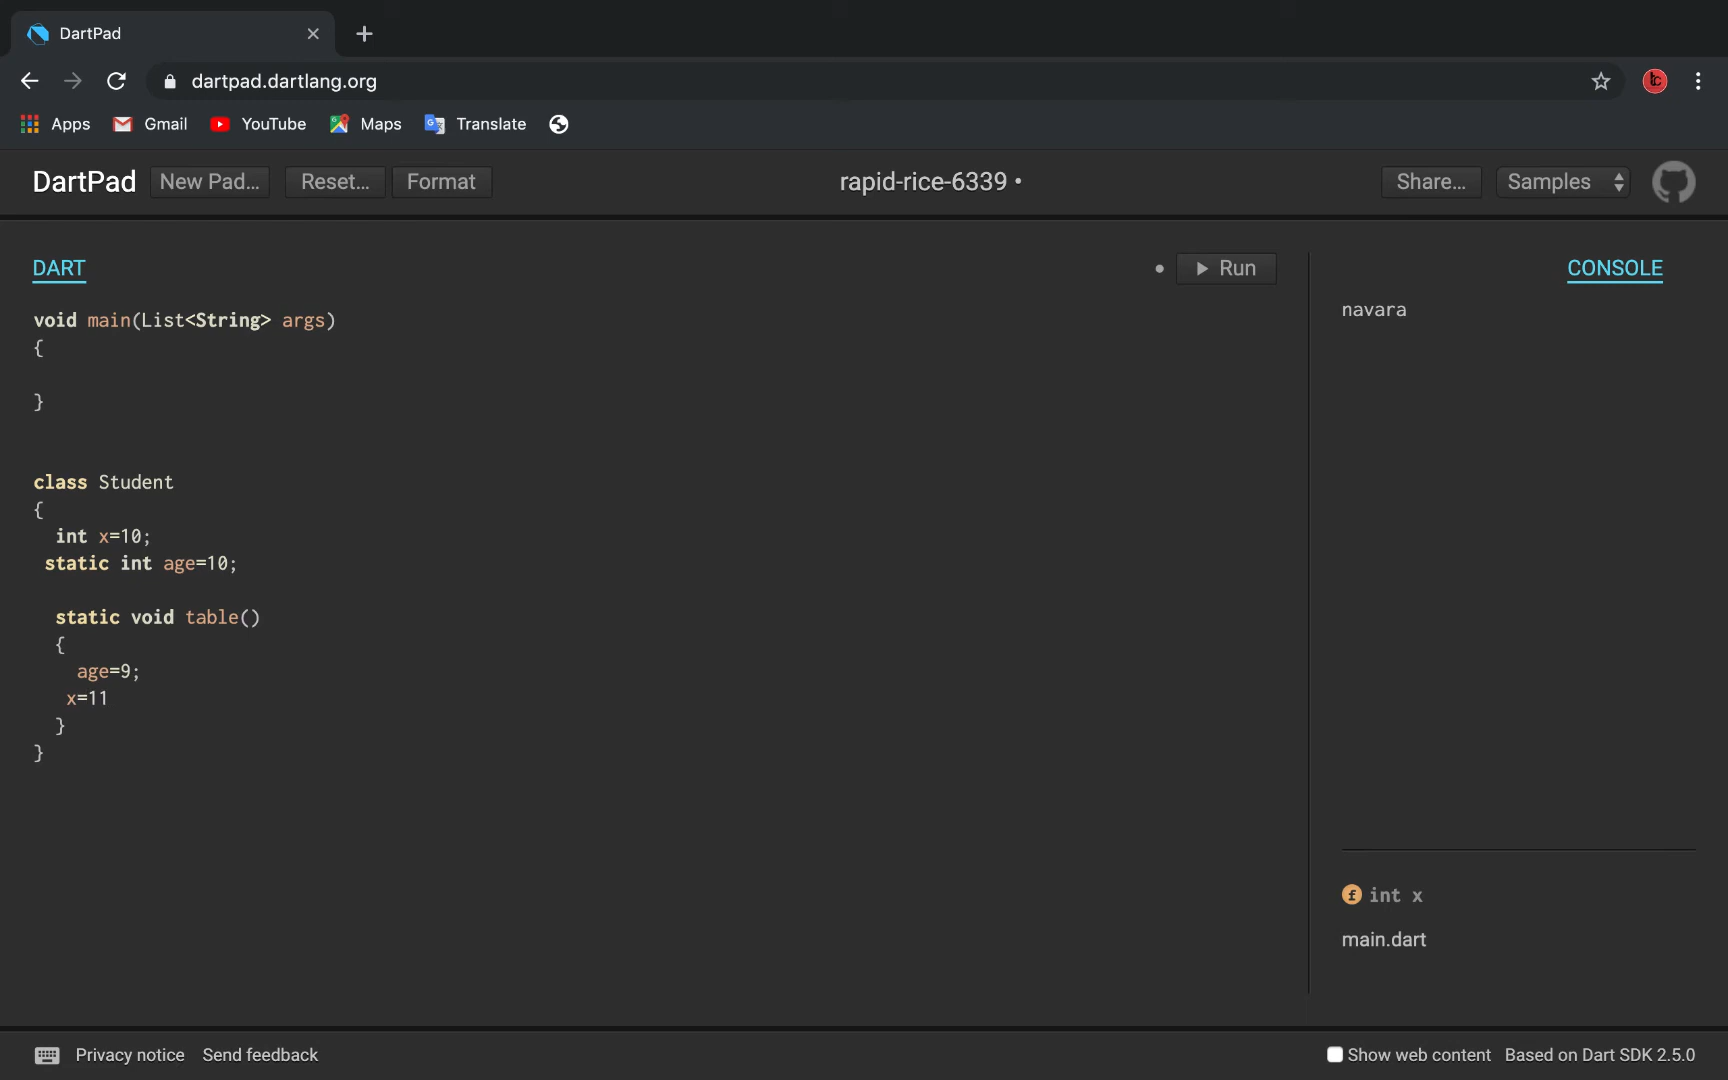 DartPad
dartpad.dartlang.org
Apps Gmail YouTube Maps Translate
DartPad New Pad... Reset... Format rapid-rice-6339 • Share... Samples
DART Run CONSOLE
void main(List<String> args)
{
}
class Student
{
int x=10;
static int age=10;
static void table()
{
age=9;
x=11
}
}
navara
f int x
main.dart
Privacy notice Send feedback Show web content Based on Dart SDK 2.5.0